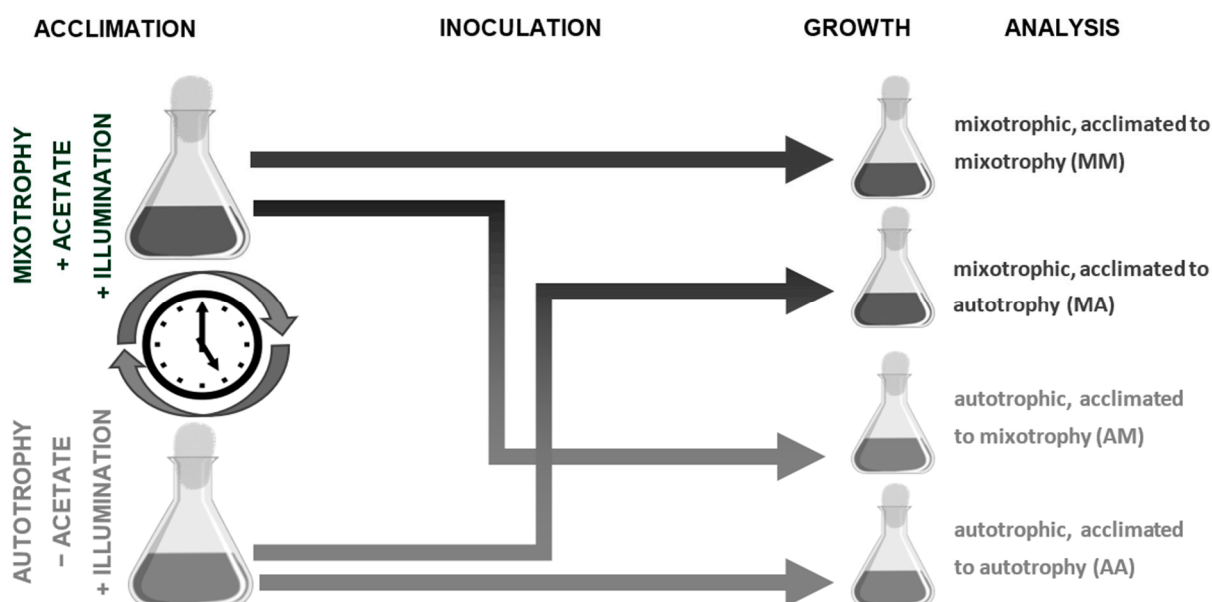 ACCLIMATION INOCULATION GROWTH ANALYSIS
MIXOTROPHY
+ ACETATE
+ ILLUMINATION
mixotrophic, acclimated to
mixotrophy (MM)
mixotrophic, acclimated to
autotrophy (MA)
AUTOTROPHY
– ACETATE
+ ILLUMINATION
autotrophic, acclimated
to mixotrophy (AM)
autotrophic, acclimated
to autotrophy (AA)